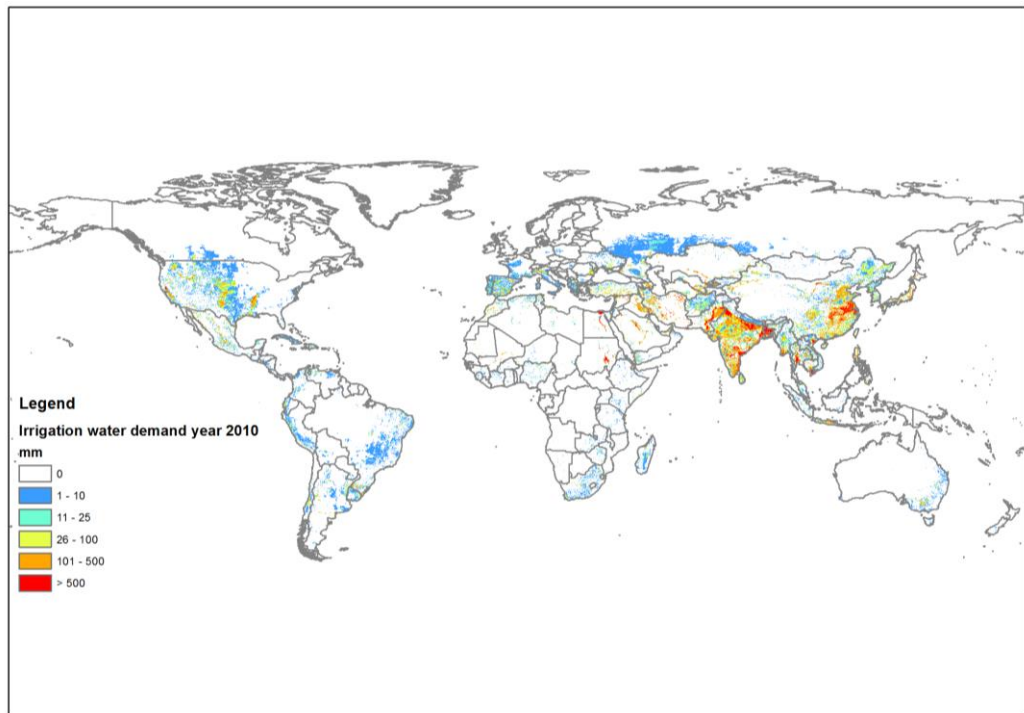 Legend
Irrigation water demand year 2010
mm
0
1 - 10
11 - 25
26 - 100
101 - 500
> 500